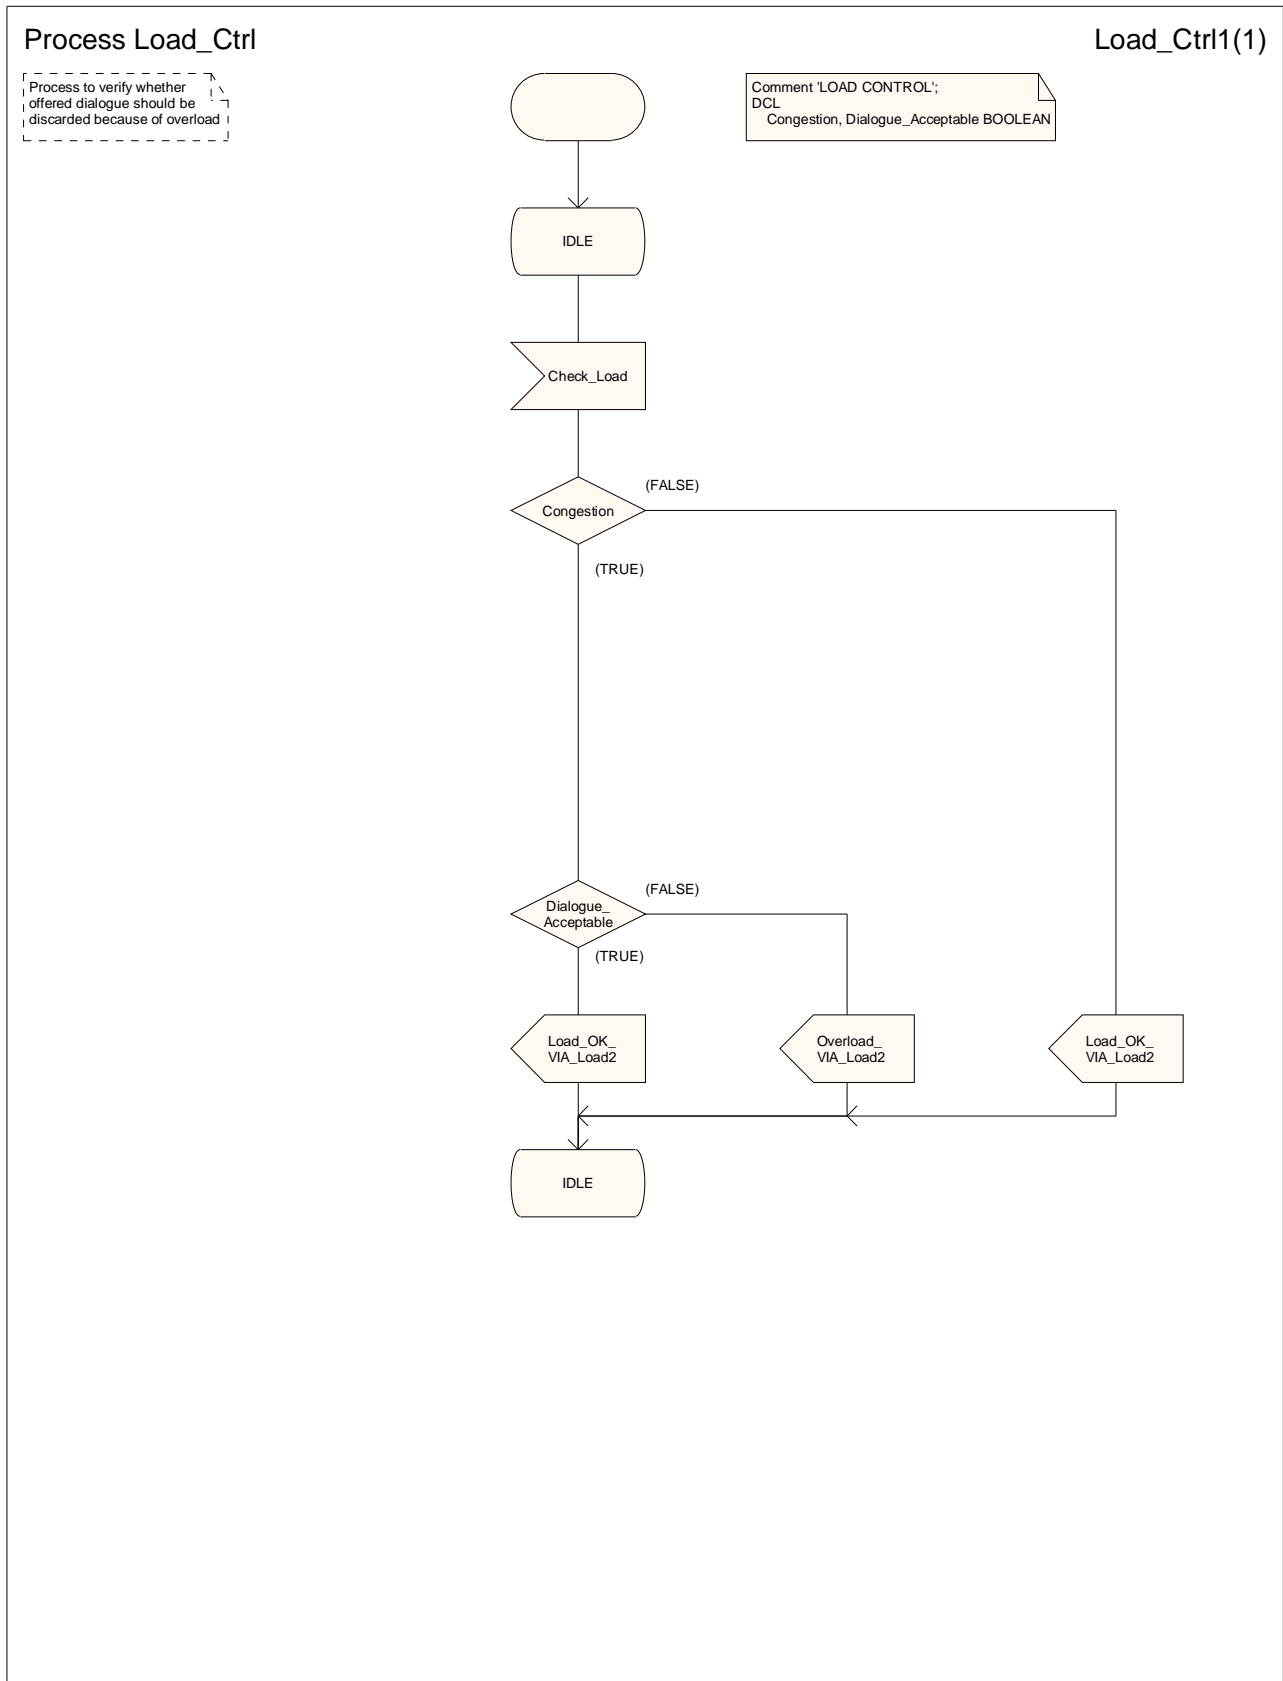 Process Load_Ctrl
Load_Ctrl1(1)
Process to verify whether
offered dialogue should be
discarded because of overload
Comment 'LOAD CONTROL';
DCL
Congestion, Dialogue_Acceptable BOOLEAN
IDLE
Check_Load
(FALSE)
Congestion
(TRUE)
(FALSE)
Dialogue_
Acceptable
(TRUE)
Load_OK_
VIA_Load2
Overload_
VIA_Load2
Load_OK_
VIA_Load2
IDLE